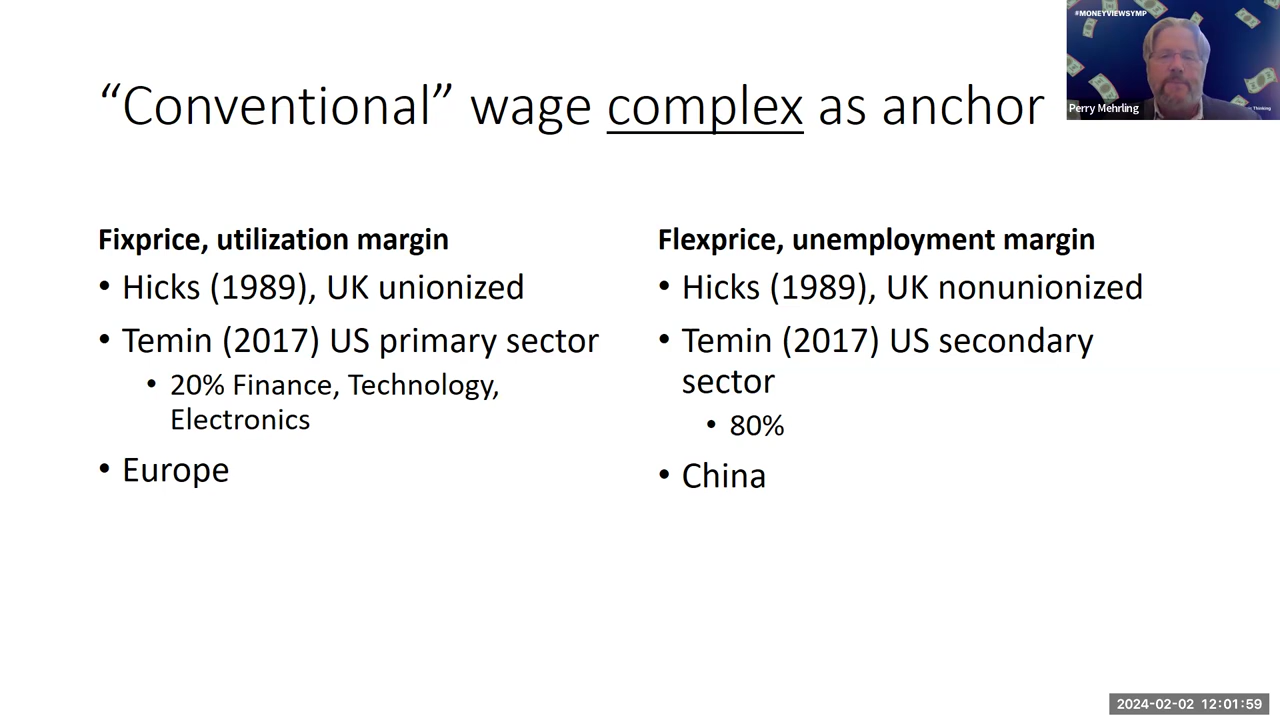 #MONEYVIEWSYMP
Perry Mehrling
“Conventional” wage complex as anchor
Fixprice, utilization margin
• Hicks (1989), UK unionized
• Temin (2017) US primary sector
• 20% Finance, Technology,
Electronics
• Europe
Flexprice, unemployment margin
• Hicks (1989), UK nonunionized
• Temin (2017) US secondary
sector
• 80%
• China
2024-02-02 12:01:59